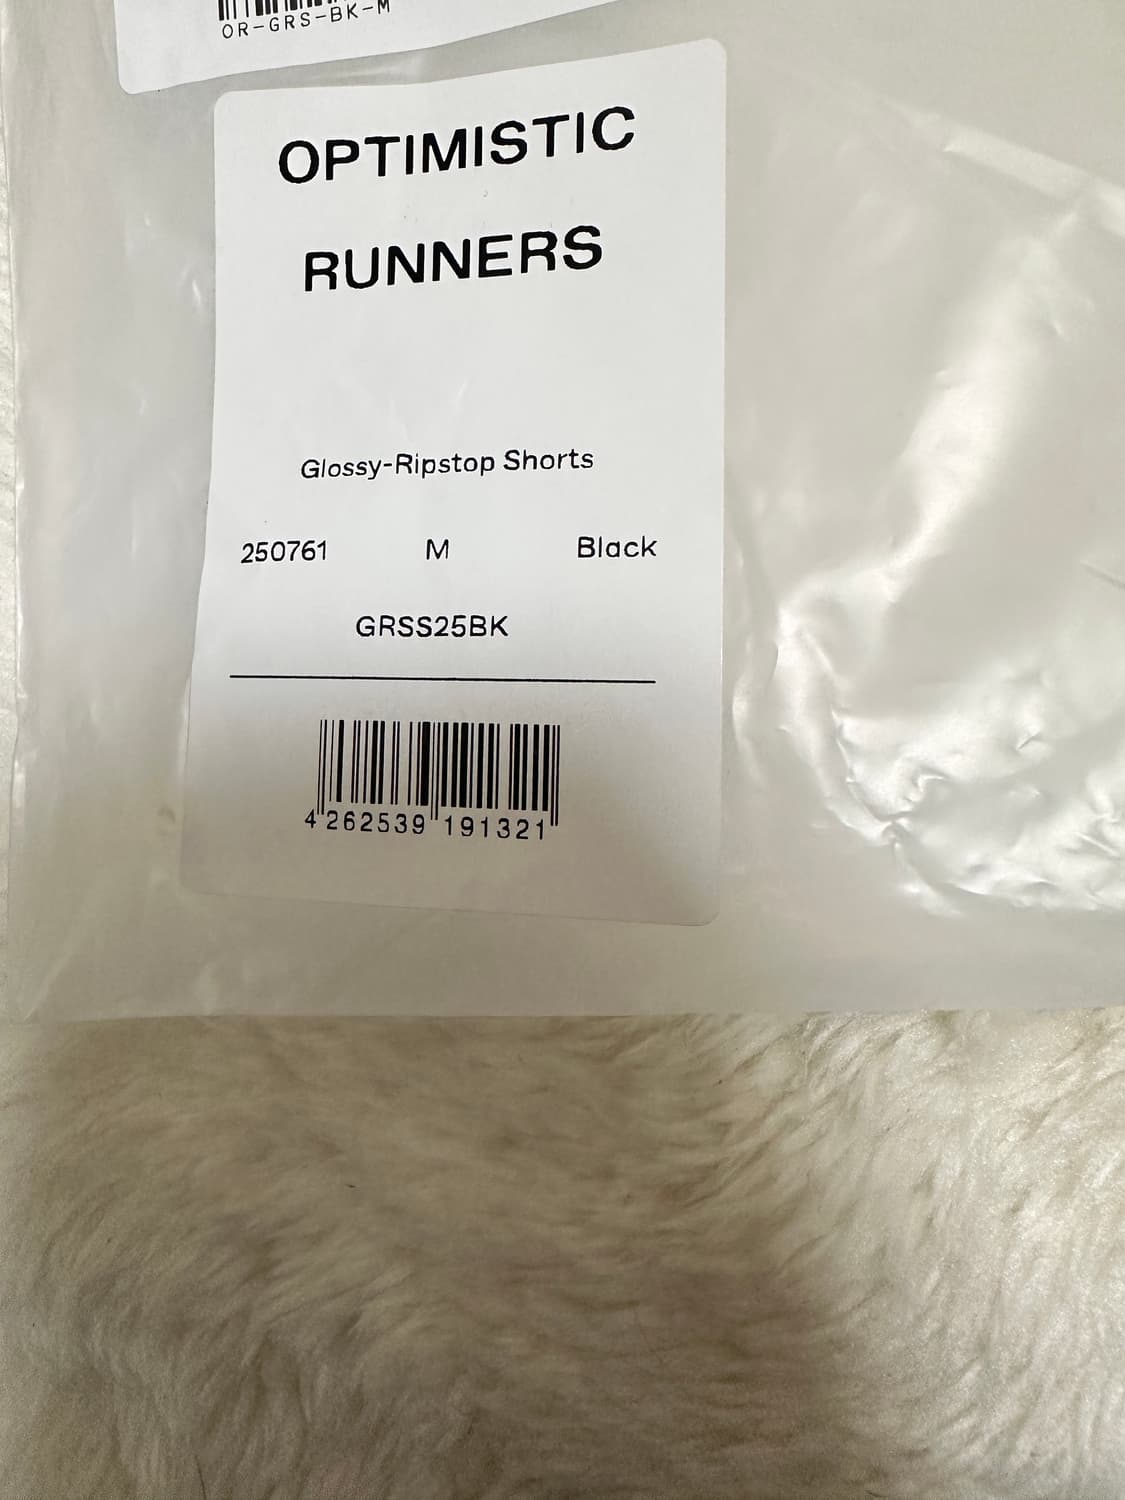 OR-GRS-BK-M
OPTIMISTIC
RUNNERS
Glossy-Ripstop Shorts
250761 M Black
GRSS25BK
4 262539 191321